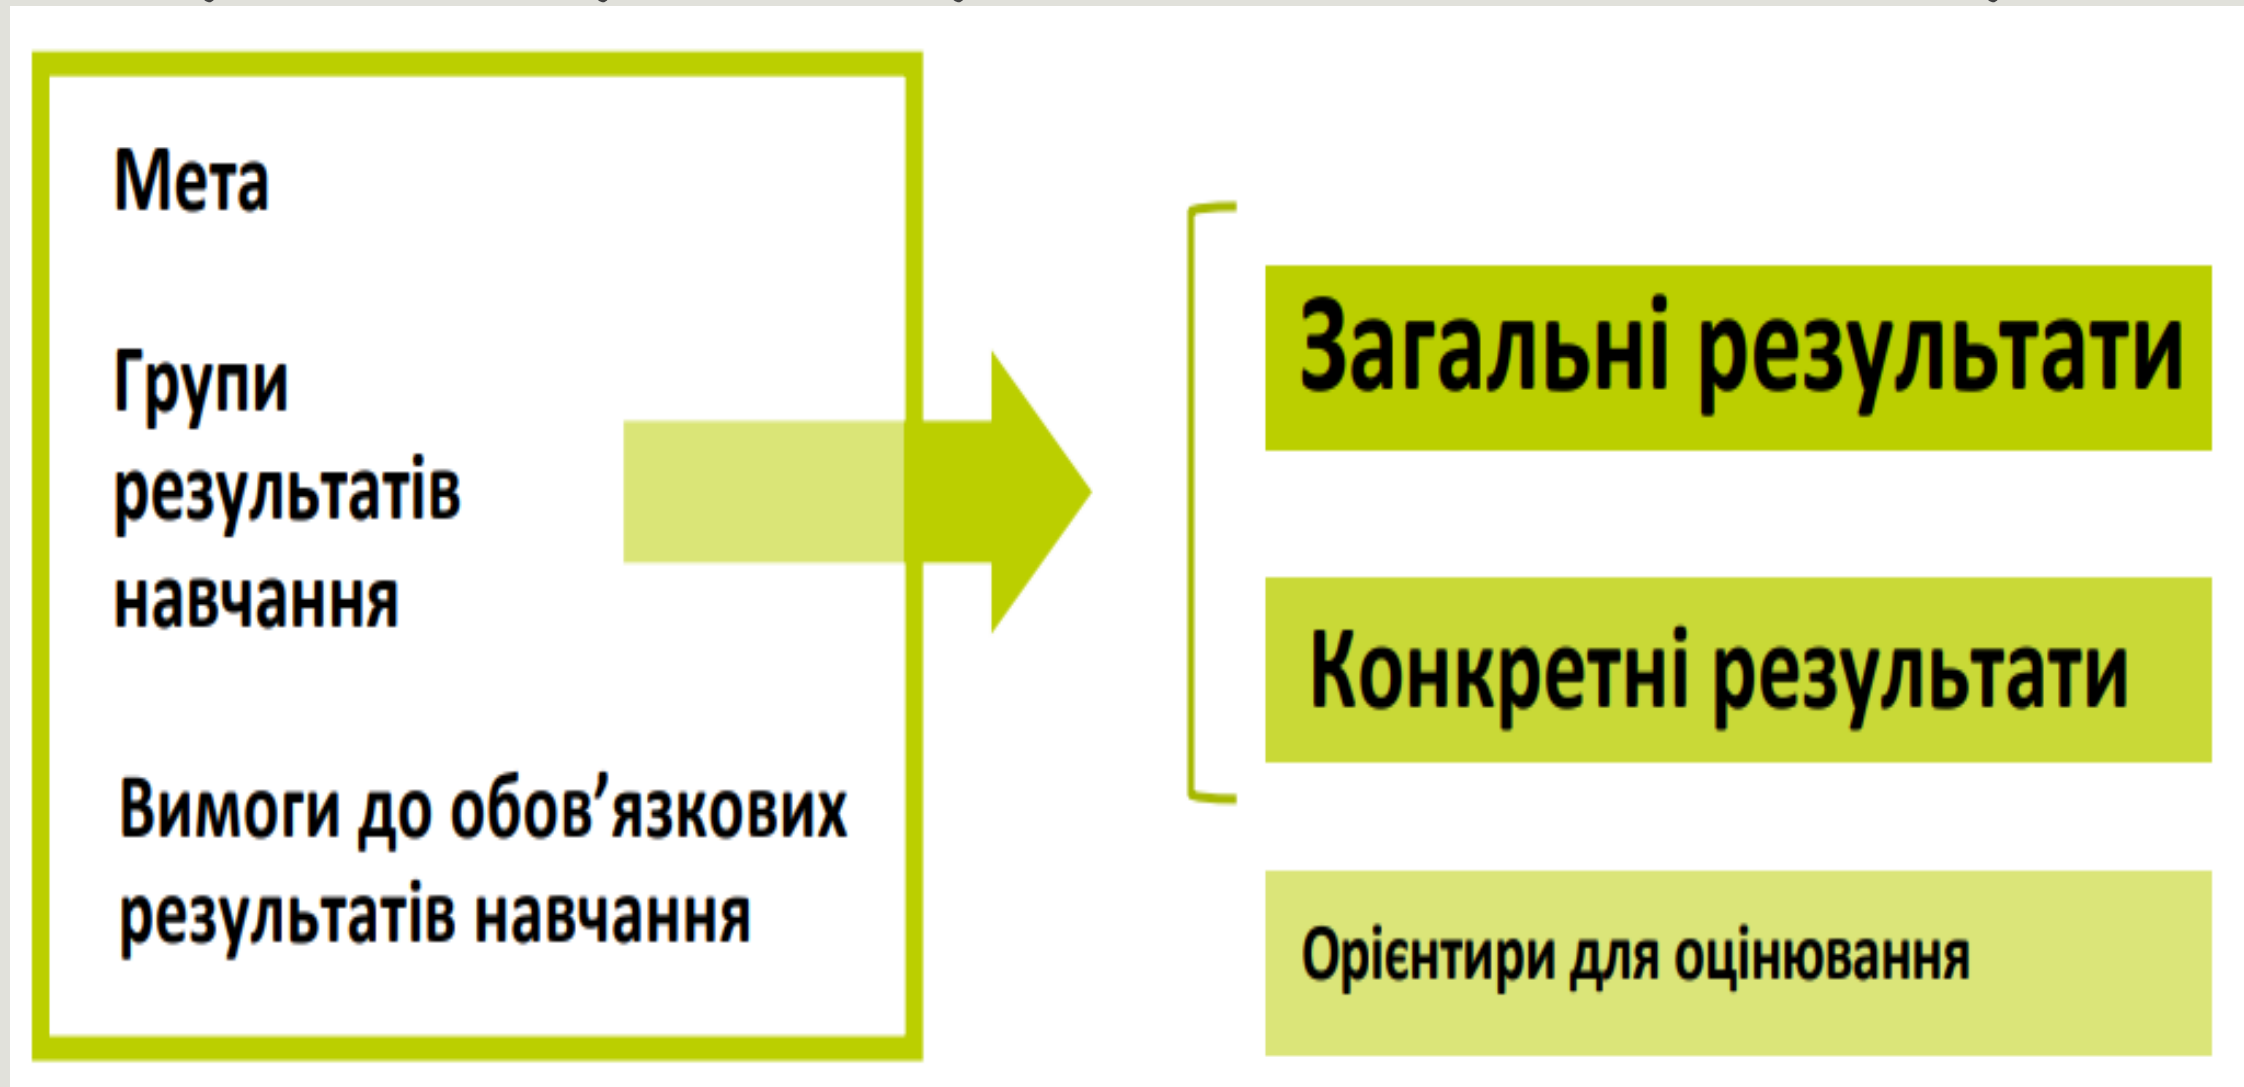 Мета
Групи
результатів
навчання
Вимоги до обов’язкових
результатів навчання
Загальні результати
Конкретні результати
Орієнтири для оцінювання